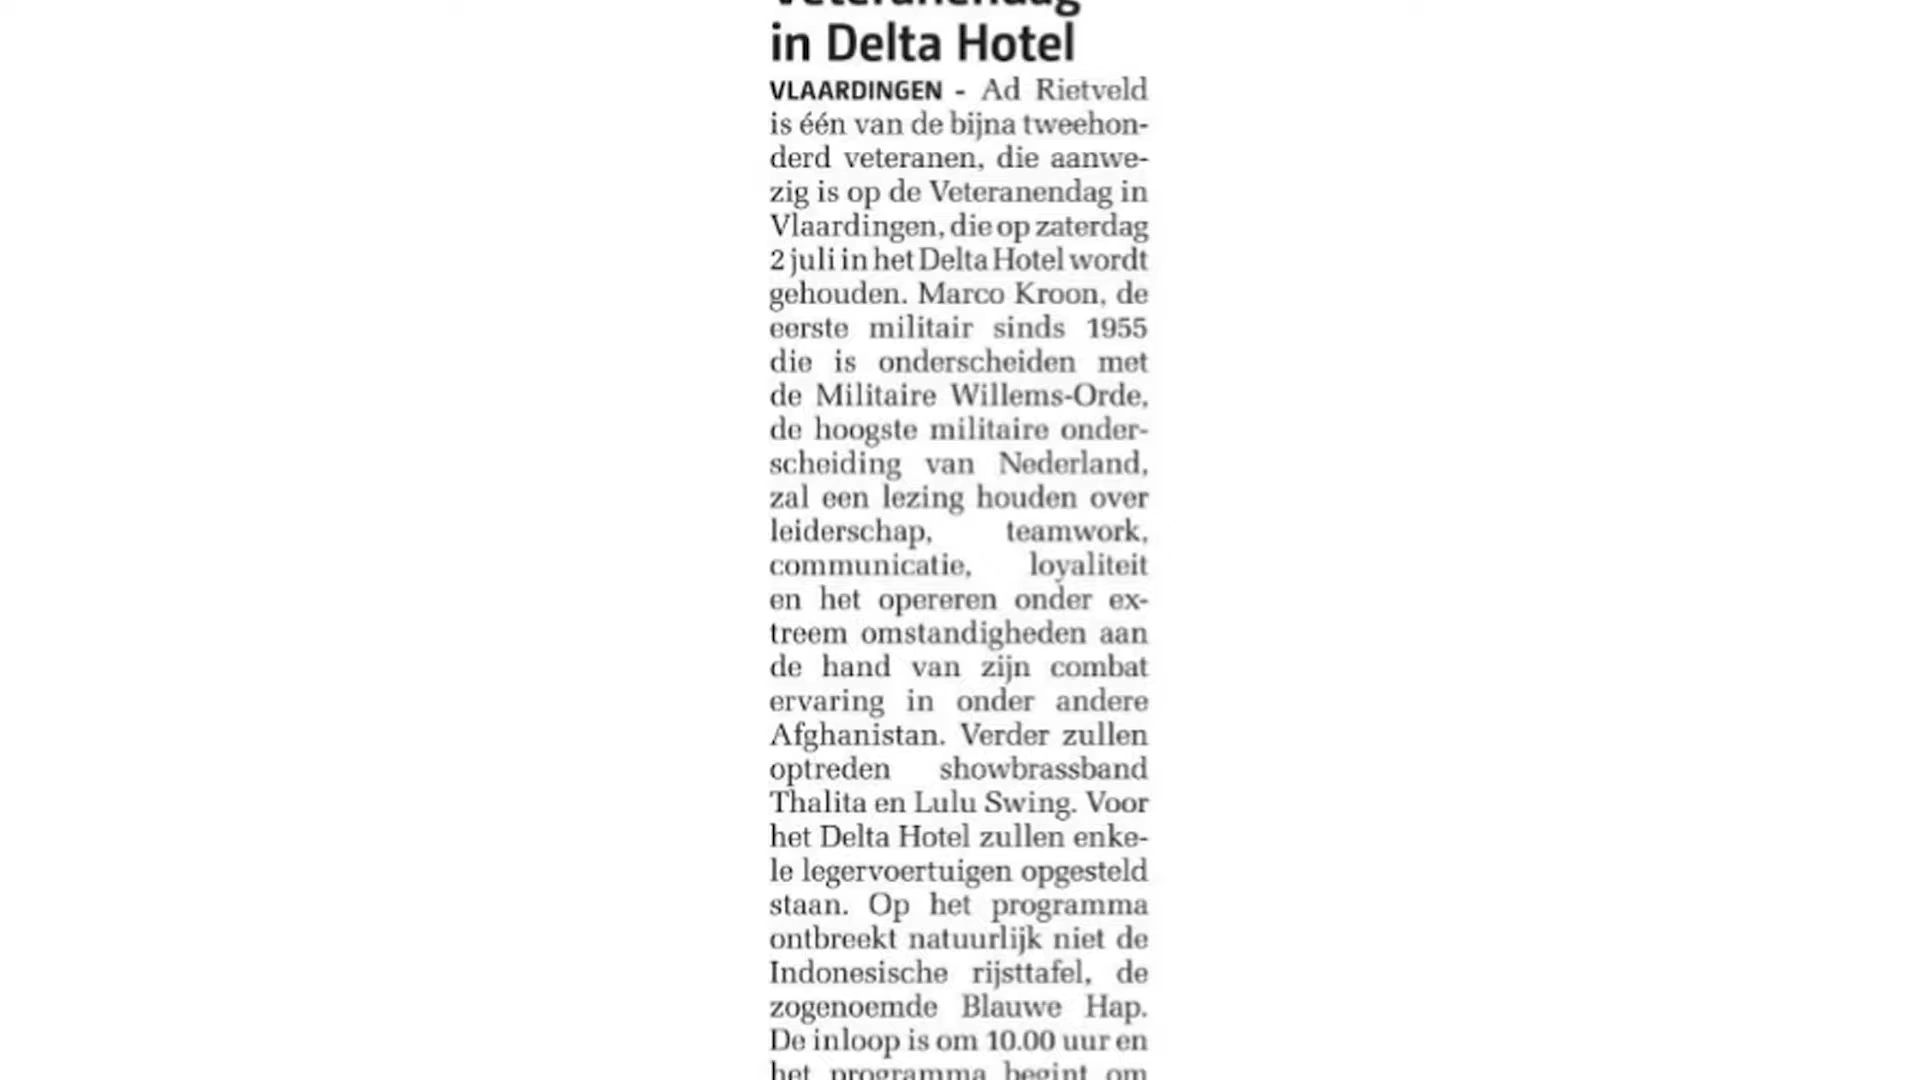 Veteranendag
in Delta Hotel
VLAARDINGEN - Ad Rietveld
is één van de bijna tweehon-
derd veteranen, die aanwe-
zig is op de Veteranendag in
Vlaardingen, die op zaterdag
2 juli in het Delta Hotel wordt
gehouden. Marco Kroon, de
eerste militair sinds 1955
die is onderscheiden met
de Militaire Willems-Orde,
de hoogste militaire onder-
scheiding van Nederland,
zal een lezing houden over
leiderschap, teamwork,
communicatie, loyaliteit
en het opereren onder ex-
treem omstandigheden aan
de hand van zijn combat
ervaring in onder andere
Afghanistan. Verder zullen
optreden showbrassband
Thalita en Lulu Swing. Voor
het Delta Hotel zullen enke-
le legervoertuigen opgesteld
staan. Op het programma
ontbreekt natuurlijk niet de
Indonesische rijsttafel, de
zogenoemde Blauwe Hap.
De inloop is om 10.00 uur en
het programma begint om